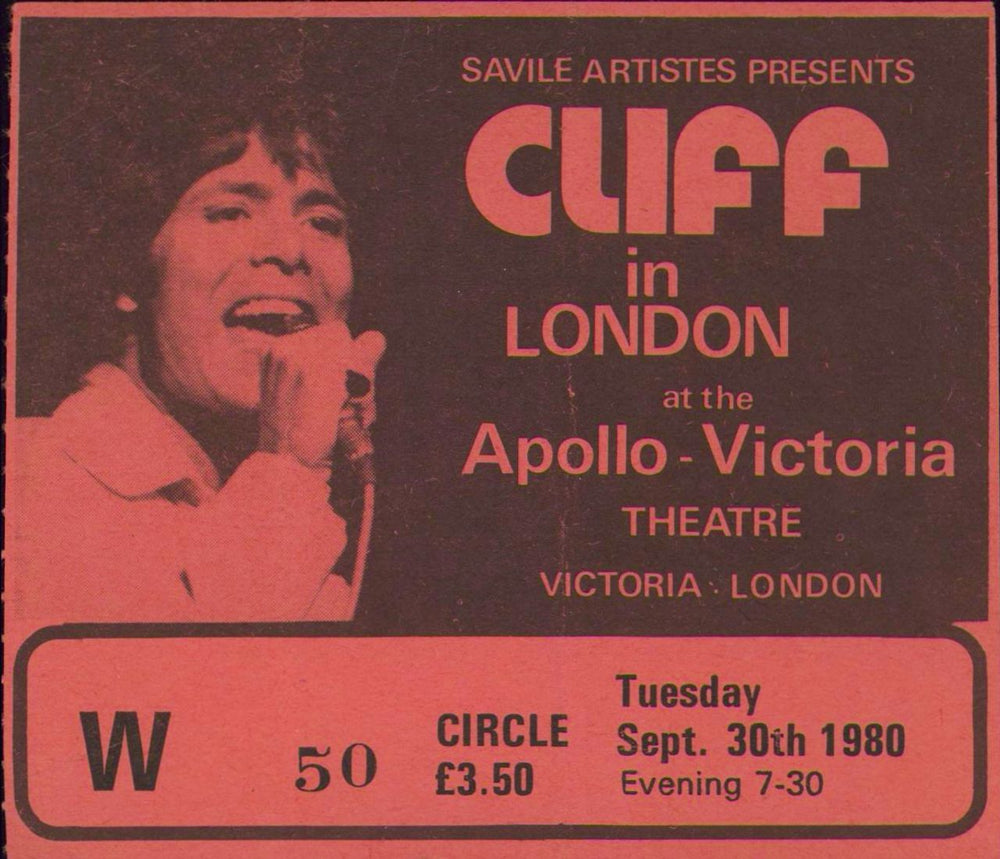 SAVILE ARTISTES PRESENTS
CLIFF
in
LONDON
at the
Apollo - Victoria
THEATRE
VICTORIA · LONDON
W 50
CIRCLE
£3.50
Tuesday
Sept. 30th 1980
Evening 7-30